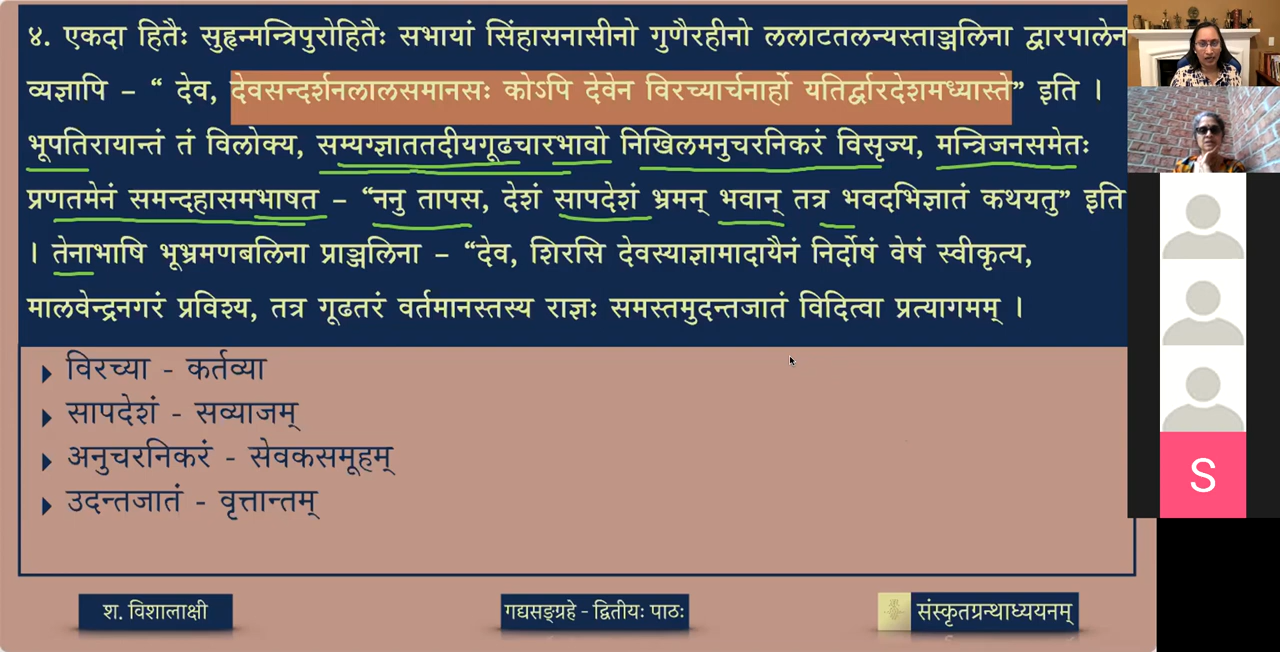 ४. एकदा हितैः सुहृन्मन्त्रिपुरोहितैः सभायां सिंहासनासीनो गुणैरहीनो ललाटतलन्यस्ताञ्जलिना द्वारपालेन
व्यज्ञापि – “ देव, देवसन्दर्शनलालसमानसः कोऽपि देवेन विरच्यार्चनार्हो यतिर्द्वारदेशमध्यास्ते” इति ।
भूपतिरायान्तं तं विलोक्य, सम्यग्ज्ञाततदीयगूढचारभावो निखिलमनुचरनिकरं विसृज्य, मन्त्रिजनसमेतः
प्रणतमेनं समन्दहासमभाषत – “ननु तापस, देशं सापदेशं भ्रमन् भवान् तत्र भवदभिज्ञातं कथयतु” इति
। तेनाभाषि भूभ्रमणबलिना प्राञ्जलिना – “देव, शिरसि देवस्याज्ञामादायैनं निर्दोषं वेषं स्वीकृत्य,
मालवेन्द्रनगरं प्रविश्य, तत्र गूढतरं वर्तमानस्तस्य राज्ञः समस्तमुदन्तजातं विदित्वा प्रत्यागमम् ।
विरच्या - कर्तव्या
सापदेशं - सव्याजम्
अनुचरनिकरं - सेवकसमूहम्
उदन्तजातं - वृत्तान्तम्
S
श. विशालाक्षी
गद्यसङ्ग्रहे - द्वितीयः पाठः
संस्कृतग्रन्थाध्ययनम्